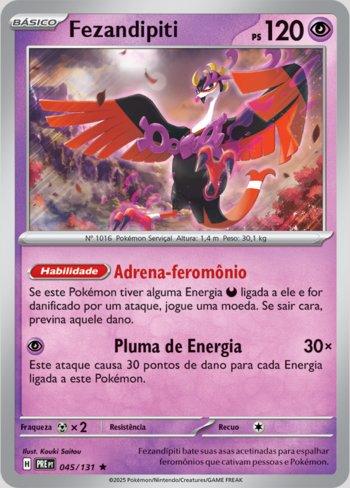 BÁSICO
Fezandipiti
PS 120
Nº 1016 Pokémon Serviçal Altura: 1,4 m Peso: 30,1 kg
Habilidade Adrena-feromônio
Se este Pokémon tiver alguma Energia ligada a ele e for
danificado por um ataque, jogue uma moeda. Se sair cara,
previna aquele dano.
Pluma de Energia 30×
Este ataque causa 30 pontos de dano para cada Energia
ligada a este Pokémon.
Fraqueza ×2 Resistência Recuo
Ilust. Kouki Saitou
H PRE PT 045/131
Fezandipiti bate suas asas acetinadas para espalhar
feromônios que cativam pessoas e Pokémon.
©2025 Pokémon/Nintendo/Creatures/GAME FREAK